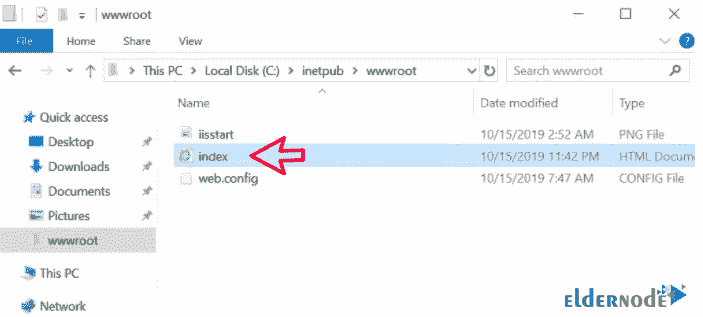 wwwroot
File Home Share View
This PC Local Disk (C:) inetpub wwwroot Search wwwroot
Name Date modified Type
Quick access
iisstart 10/15/2019 2:52 AM PNG File
Desktop
index 10/15/2019 11:42 PM HTML Docume
Downloads
web.config 10/15/2019 7:47 AM CONFIG File
Documents
Pictures
wwwroot
This PC
Network
ELDERNODE